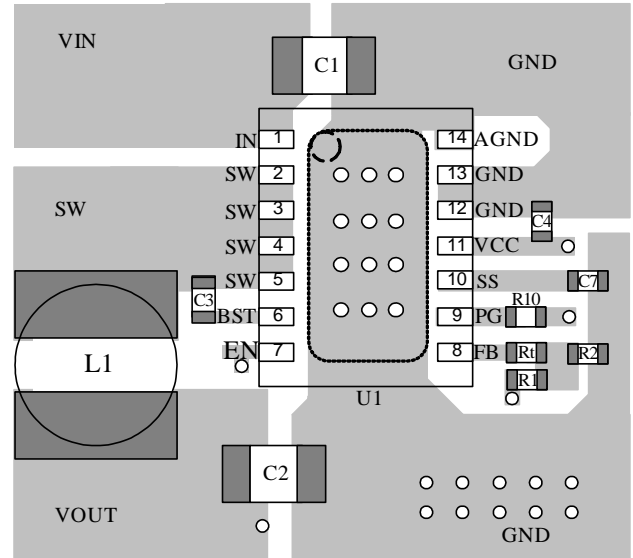 VIN
C1
GND
IN 1 14 AGND
SW 2 13 GND
SW 3 12 GND
SW
C4
SW 4 11 VCC
SW 5 10 SS
C7
C3
R10
BST 6 9 PG
EN 7 8 FB Rt R2
L1
R1
U1
C2
VOUT
GND